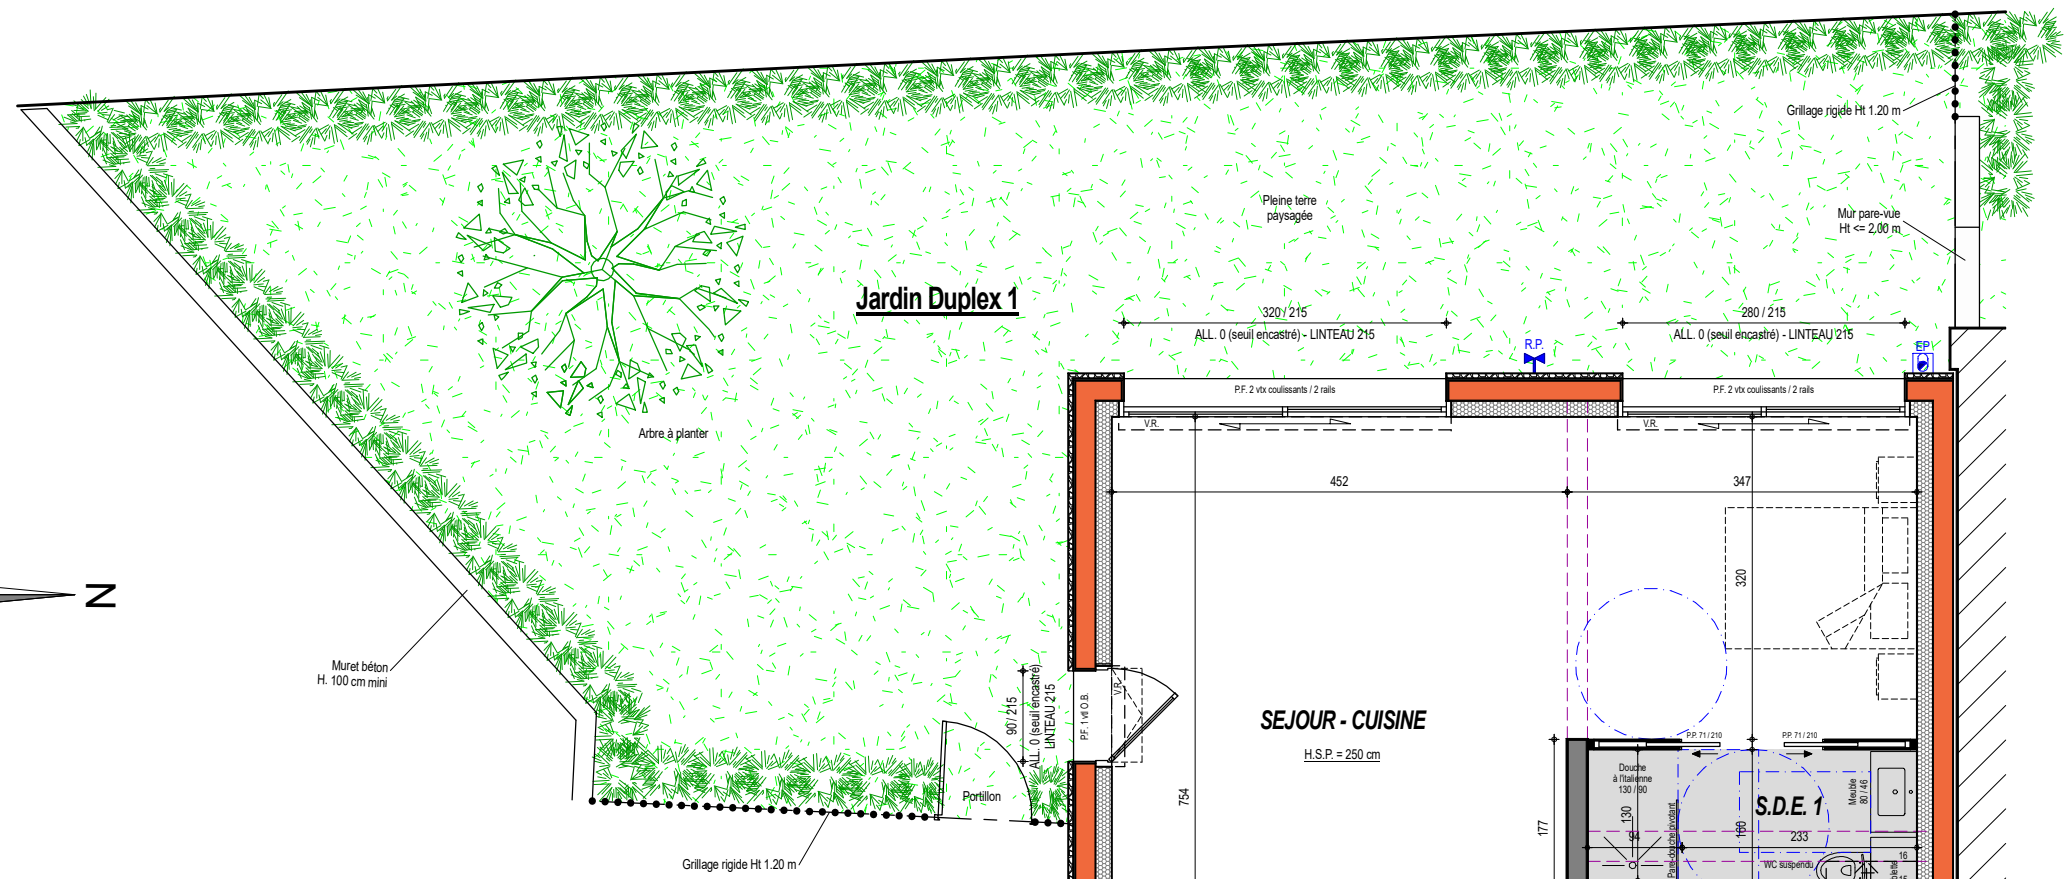 Grillage rigide Ht 1.20 m
Pleine terre
paysagée
Mur pare-vue
Ht <= 2.00 m
Jardin Duplex 1
320 / 215
ALL. 0 (seuil encastré) - LINTEAU 215
280 / 215
ALL. 0 (seuil encastré) - LINTEAU 215
R.P.
EP
P.F. 2 vtx coulissants / 2 rails
P.F. 2 vtx coulissants / 2 rails
V.R.
V.R.
Arbre à planter
452
347
320
N
Muret béton
H. 100 cm mini
90 / 215
ALL. 0 (seuil encastré)
LINTEAU 215
P.F. 1 vtl O.B.
V.R.
SEJOUR - CUISINE
H.S.P. = 250 cm
P.P. 71 / 210
P.P. 71 / 210
Douche
à l'italienne
130 / 90
Meuble
80 / 46
Portillon
754
177
130
94
Pare-douche pivotant
S.D.E. 1
160
233
WC suspendu
16
Grillage rigide Ht 1.20 m